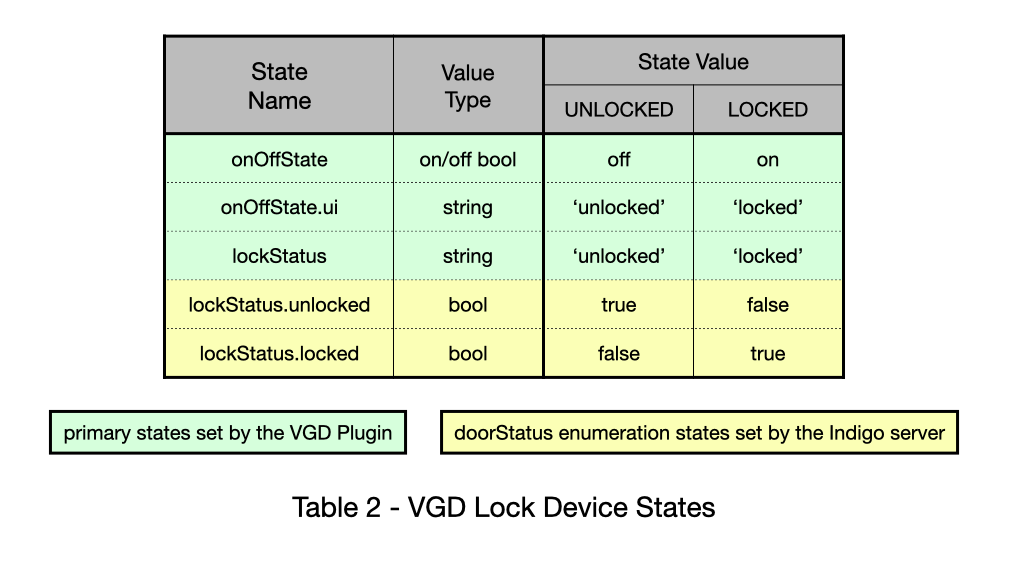 State Name
Value Type
State Value
UNLOCKED LOCKED
onOffState on/off bool off on
onOffState.ui string ‘unlocked’ ‘locked’
lockStatus string ‘unlocked’ ‘locked’
lockStatus.unlocked bool true false
lockStatus.locked bool false true
primary states set by the VGD Plugin
doorStatus enumeration states set by the Indigo server
Table 2 - VGD Lock Device States